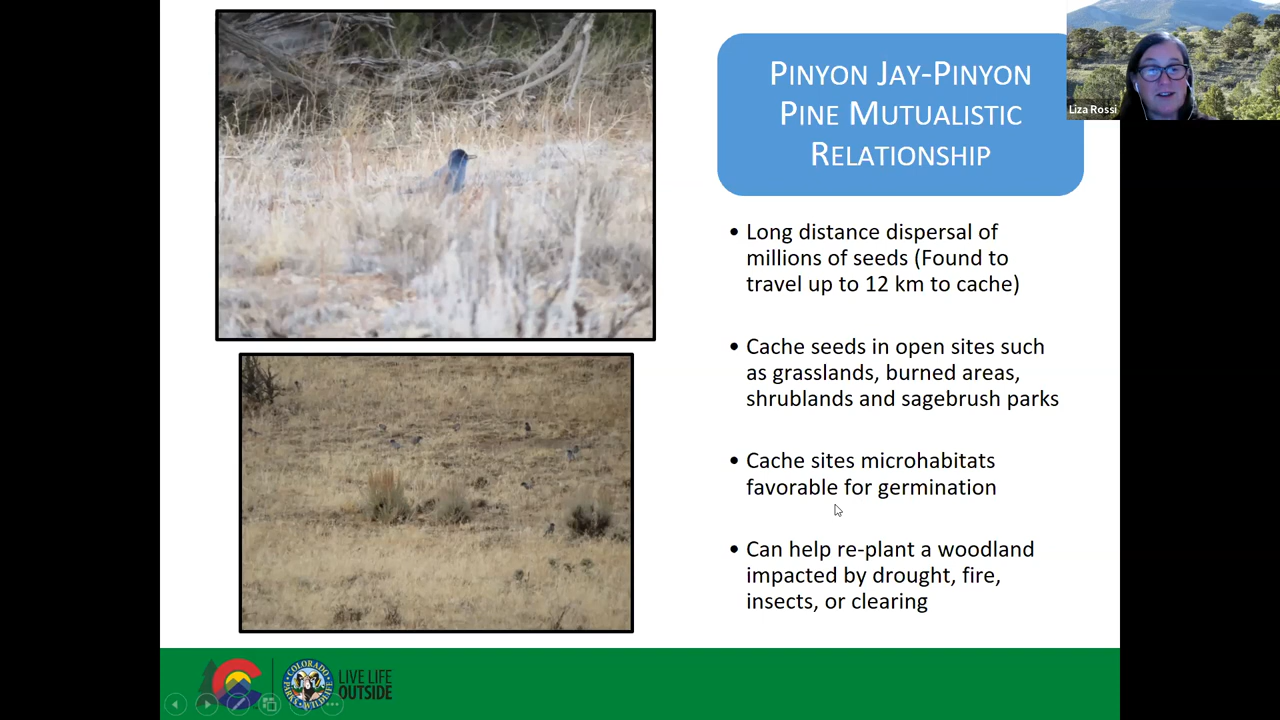 PINYON JAY-PINYON
PINE MUTUALISTIC
RELATIONSHIP
Liza Rossi
• Long distance dispersal of
millions of seeds (Found to
travel up to 12 km to cache)
• Cache seeds in open sites such
as grasslands, burned areas,
shrublands and sagebrush parks
• Cache sites microhabitats
favorable for germination
• Can help re-plant a woodland
impacted by drought, fire,
insects, or clearing
COLORADO
PARKS & WILDLIFE
LIVE LIFE
OUTSIDE